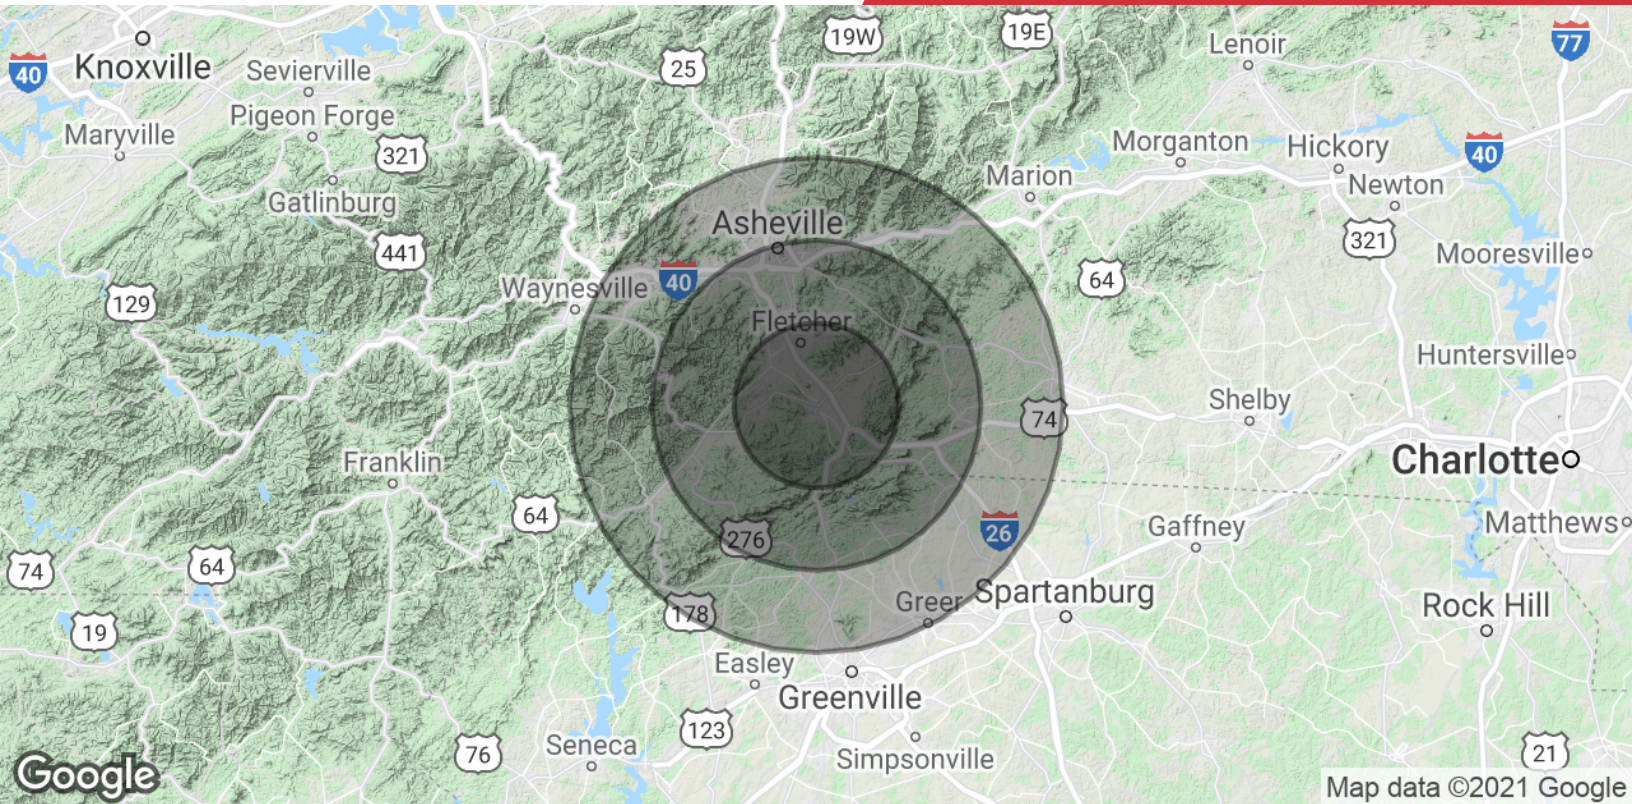 19W
19E
77
Lenoir
Knoxville
40
25
Sevierville
Pigeon Forge
Maryville
321
Morganton
Hickory
40
Marion
Newton
Gatlinburg
Asheville
441
321
Mooresville
Waynesville
40
64
129
Fletcher
Huntersville
Shelby
74
Charlotte
Franklin
64
276
26
Gaffney
Matthews
74
64
Spartanburg
Greer
178
Rock Hill
19
Easley
Greenville
123
Seneca
76
Simpsonville
21
Google
Map data ©2021 Google